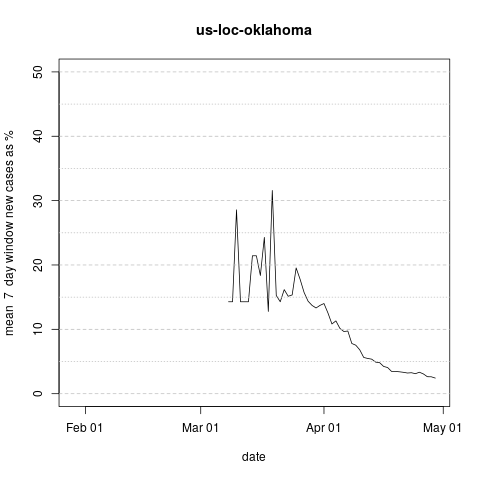 us-loc-oklahoma
mean  7  day window new cases as %
50
40
30
20
10
0
Feb 01
Mar 01
Apr 01
May 01
date